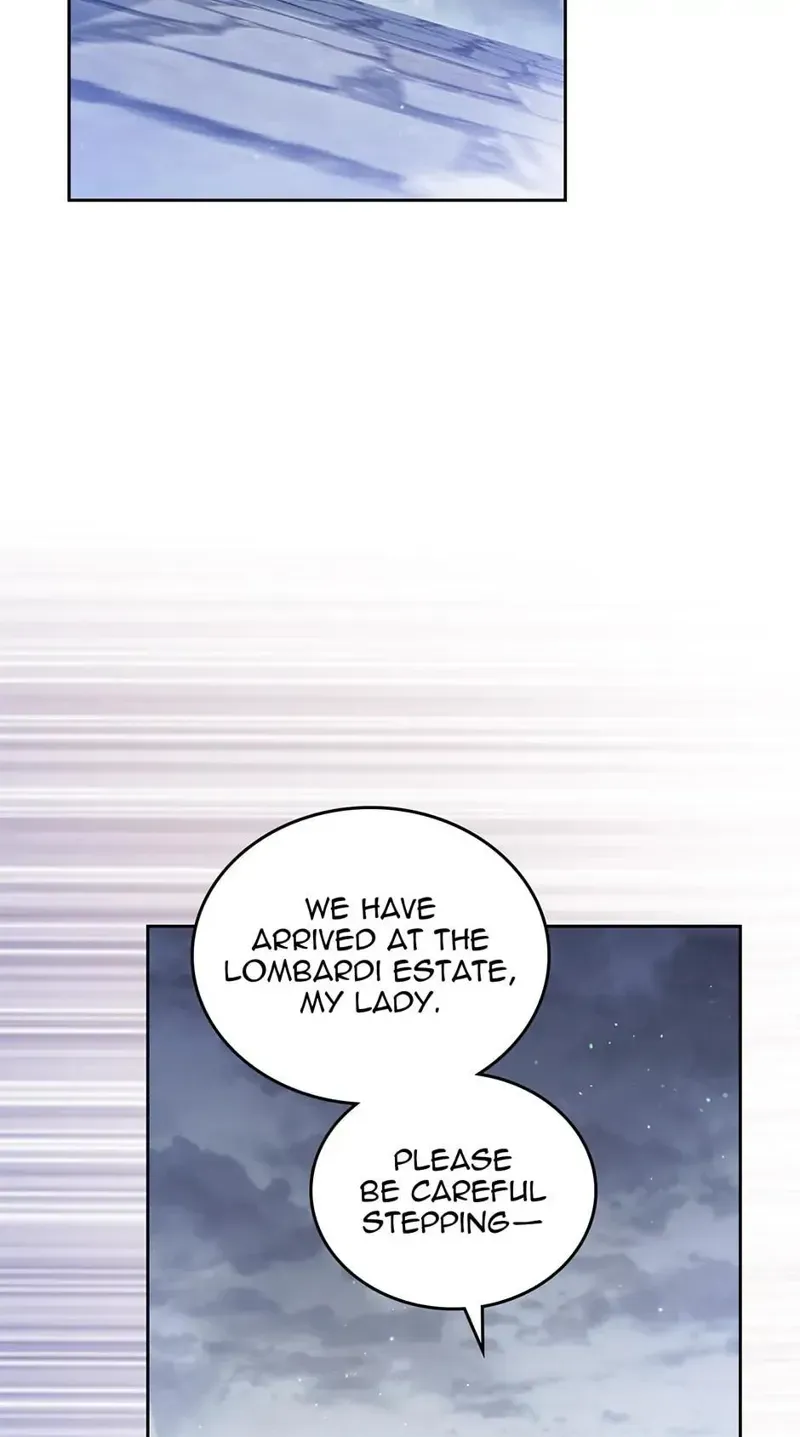 WE HAVE
ARRIVED AT THE
LOMBARDI ESTATE,
MY LADY.
PLEASE
BE CAREFUL
STEPPING—